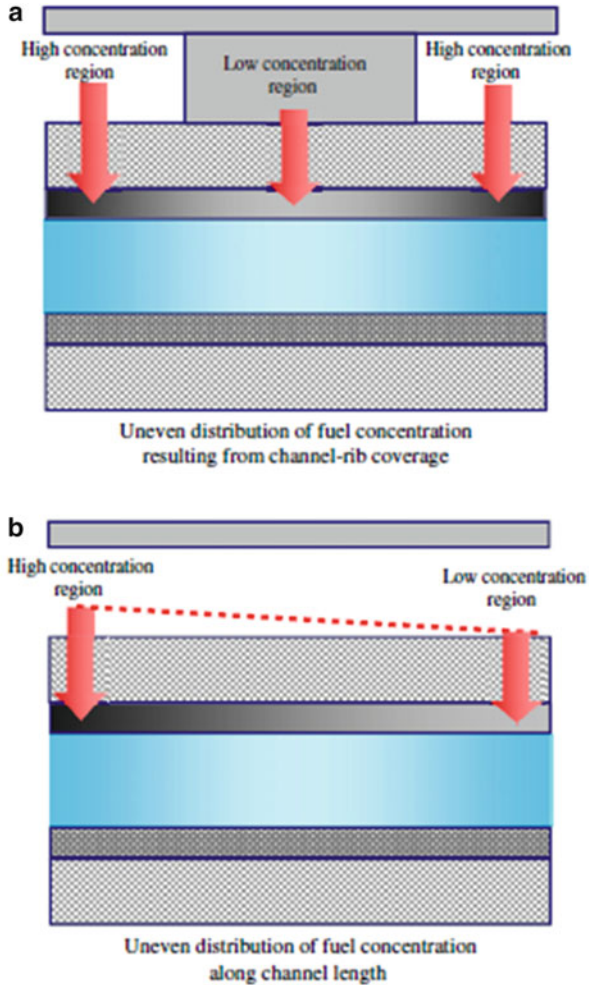 a
High concentration
region
Low concentration
region
High concentration
region
Uneven distribution of fuel concentration
resulting from channel-rib coverage
b
High concentration
region
Low concentration
region
Uneven distribution of fuel concentration
along channel length